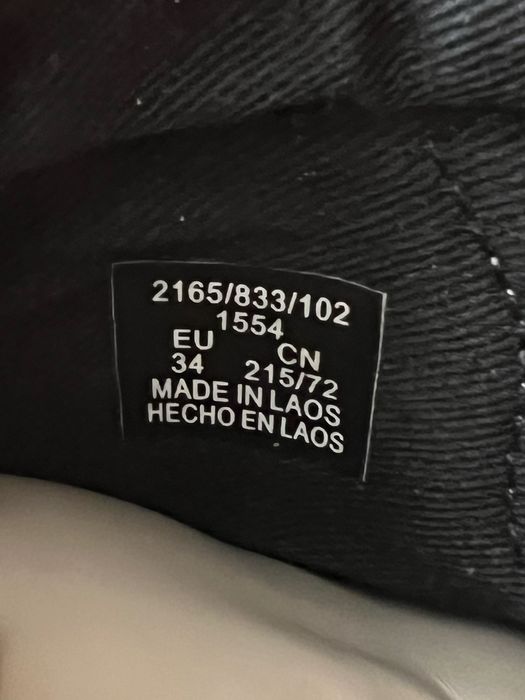 2165/833/102
1554
EU CN
34 215/72
MADE IN LAOS
HECHO EN LAOS